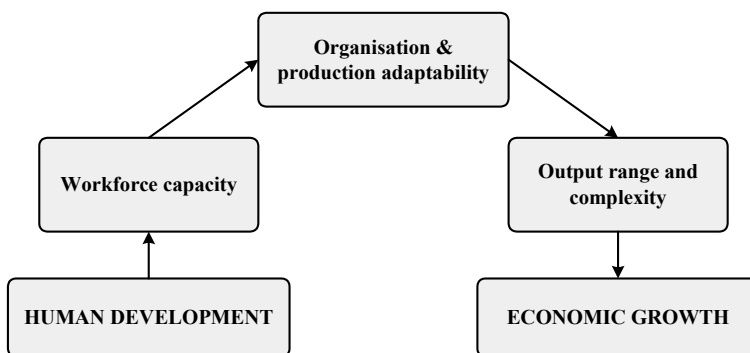 Organisation &
production adaptability
Workforce capacity
Output range and
complexity
HUMAN DEVELOPMENT
ECONOMIC GROWTH